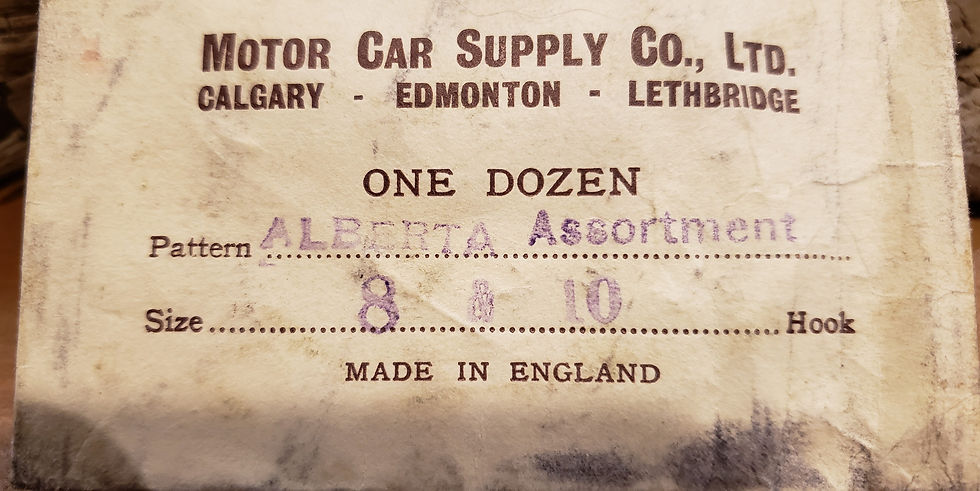 MOTOR CAR SUPPLY CO., LTD.
CALGARY - EDMONTON - LETHBRIDGE
ONE DOZEN
Pattern ALBERTA Assortment
Size 8 & 10 Hook
MADE IN ENGLAND